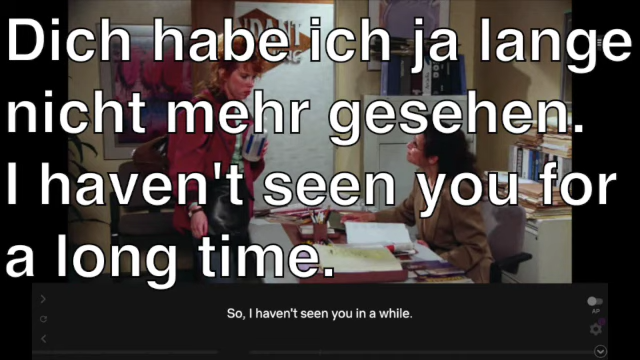 Dich habe ich ja lange
nicht mehr gesehen.
I haven't seen you for
a long time.
So, I haven't seen you in a while.
AP